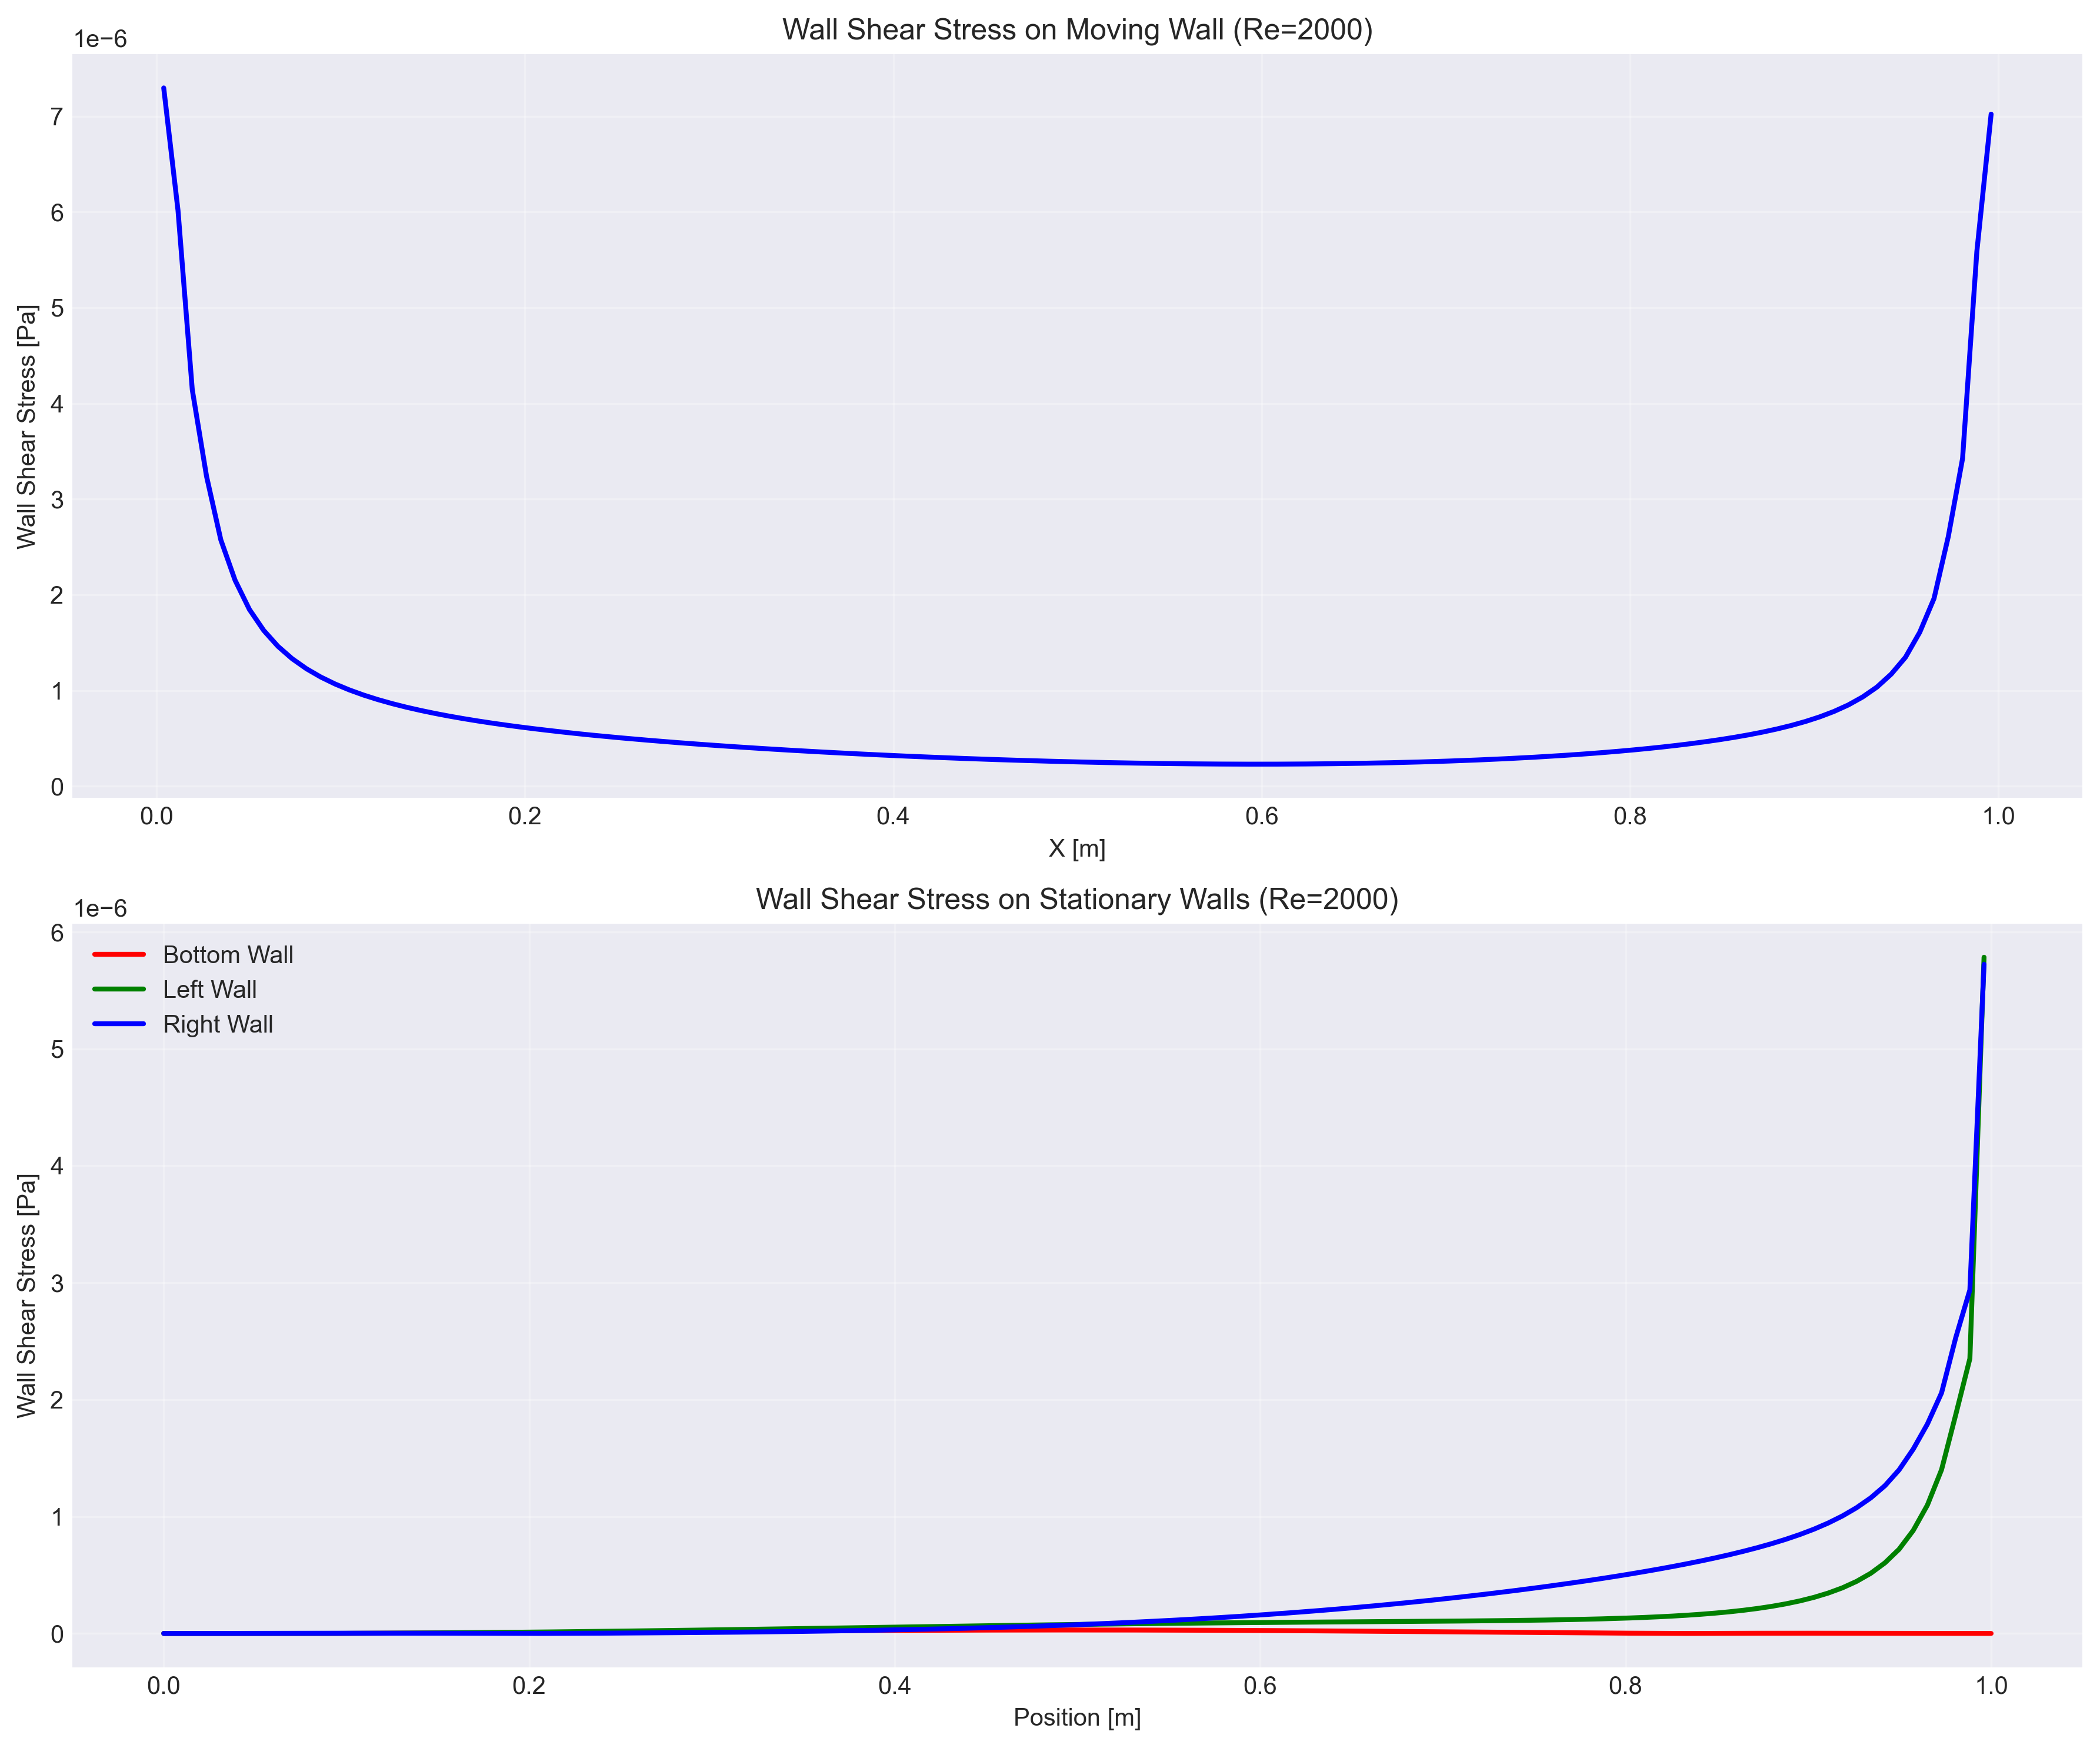 Wall Shear Stress on Moving Wall (Re=2000)
1e−6
7
6
5
4
3
2
1
0
Wall Shear Stress [Pa]
0.0 0.2 0.4 0.6 0.8 1.0
X [m]
Wall Shear Stress on Stationary Walls (Re=2000)
1e−6
6
5
4
3
2
1
0
Wall Shear Stress [Pa]
Bottom Wall
Left Wall
Right Wall
0.0 0.2 0.4 0.6 0.8 1.0
Position [m]